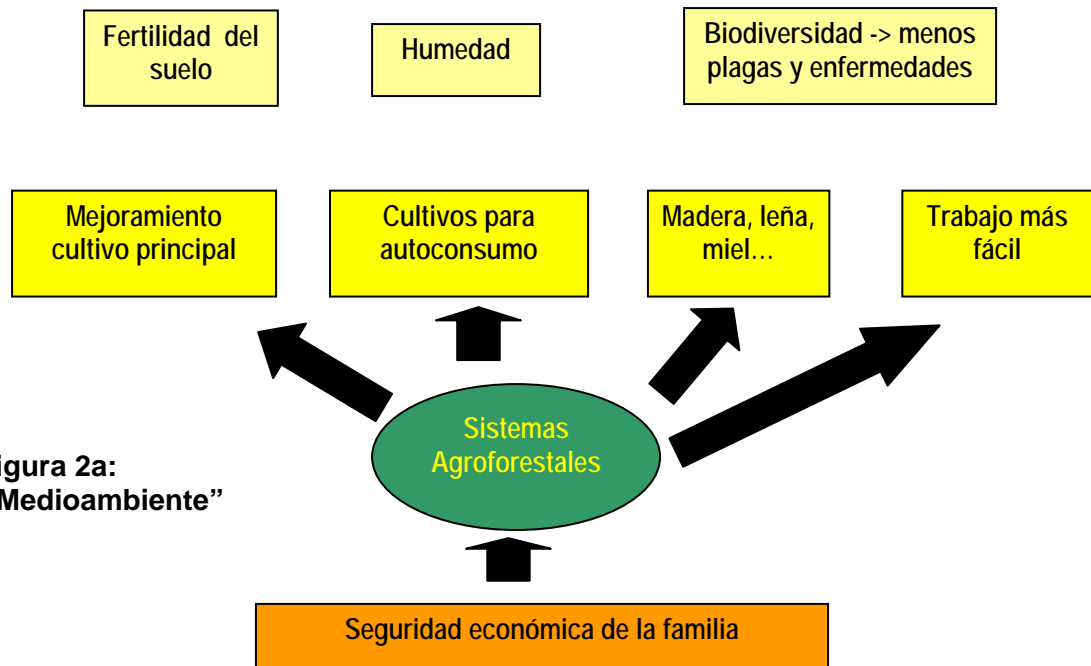 Fertilidad del
suelo
Humedad
Biodiversidad -> menos
plagas y enfermedades
Mejoramiento
cultivo principal
Cultivos para
autoconsumo
Madera, leña,
miel…
Trabajo más
fácil
Sistemas
Agroforestales
igura 2a:
Medioambiente”
Seguridad económica de la familia